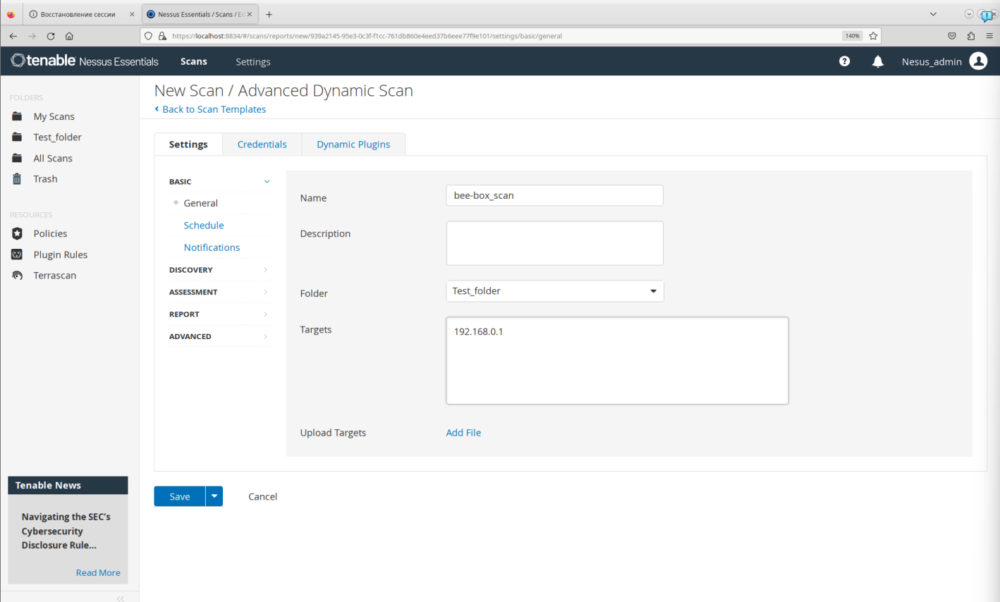 Восстановление сессии
Nessus Essentials / Scans / Ed
https://localhost:8834/#/scans/reports/new/939a2145-95e3-0c3f-f1cc-761db860e4eed37b6eee77f9e101/settings/basic/general
140%
tenable Nessus Essentials
Scans
Settings
Nesus_admin
FOLDERS
My Scans
Test_folder
All Scans
Trash
RESOURCES
Policies
Plugin Rules
Terrascan
Tenable News
Navigating the SEC’s
Cybersecurity
Disclosure Rule...
Read More
New Scan / Advanced Dynamic Scan
Back to Scan Templates
Settings
Credentials
Dynamic Plugins
BASIC
General
Schedule
Notifications
DISCOVERY
ASSESSMENT
REPORT
ADVANCED
Name
bee-box_scan
Description
Folder
Test_folder
Targets
192.168.0.1
Upload Targets
Add File
Save
Cancel